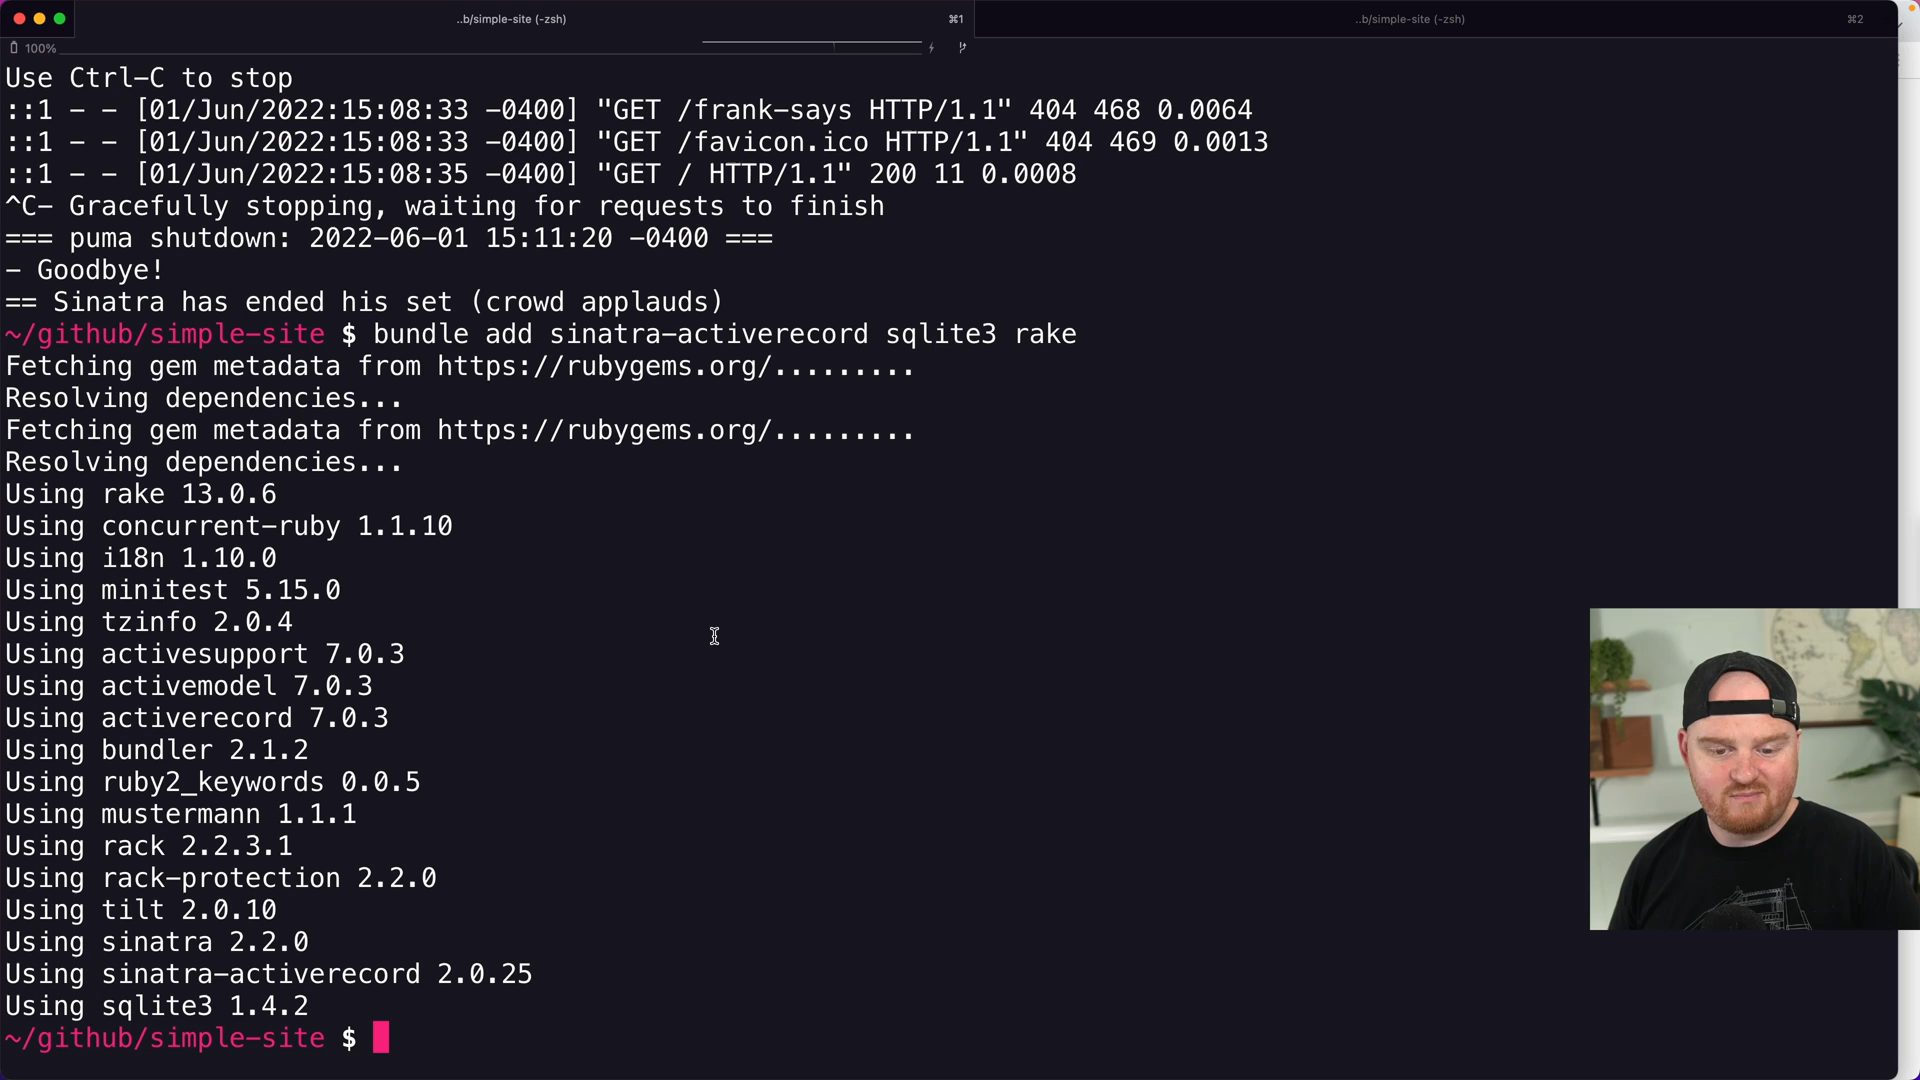 ..b/simple-site (-zsh)
⌘1
..b/simple-site (-zsh)
⌘2
100%
Use Ctrl-C to stop
::1 - - [01/Jun/2022:15:08:33 -0400] "GET /frank-says HTTP/1.1" 404 468 0.0064
::1 - - [01/Jun/2022:15:08:33 -0400] "GET /favicon.ico HTTP/1.1" 404 469 0.0013
::1 - - [01/Jun/2022:15:08:35 -0400] "GET / HTTP/1.1" 200 11 0.0008
^C- Gracefully stopping, waiting for requests to finish
=== puma shutdown: 2022-06-01 15:11:20 -0400 ===
- Goodbye!
== Sinatra has ended his set (crowd applauds)
~/github/simple-site $ bundle add sinatra-activerecord sqlite3 rake
Fetching gem metadata from https://rubygems.org/.........
Resolving dependencies...
Fetching gem metadata from https://rubygems.org/.........
Resolving dependencies...
Using rake 13.0.6
Using concurrent-ruby 1.1.10
Using i18n 1.10.0
Using minitest 5.15.0
Using tzinfo 2.0.4
Using activesupport 7.0.3
Using activemodel 7.0.3
Using activerecord 7.0.3
Using bundler 2.1.2
Using ruby2_keywords 0.0.5
Using mustermann 1.1.1
Using rack 2.2.3.1
Using rack-protection 2.2.0
Using tilt 2.0.10
Using sinatra 2.2.0
Using sinatra-activerecord 2.0.25
Using sqlite3 1.4.2
~/github/simple-site $